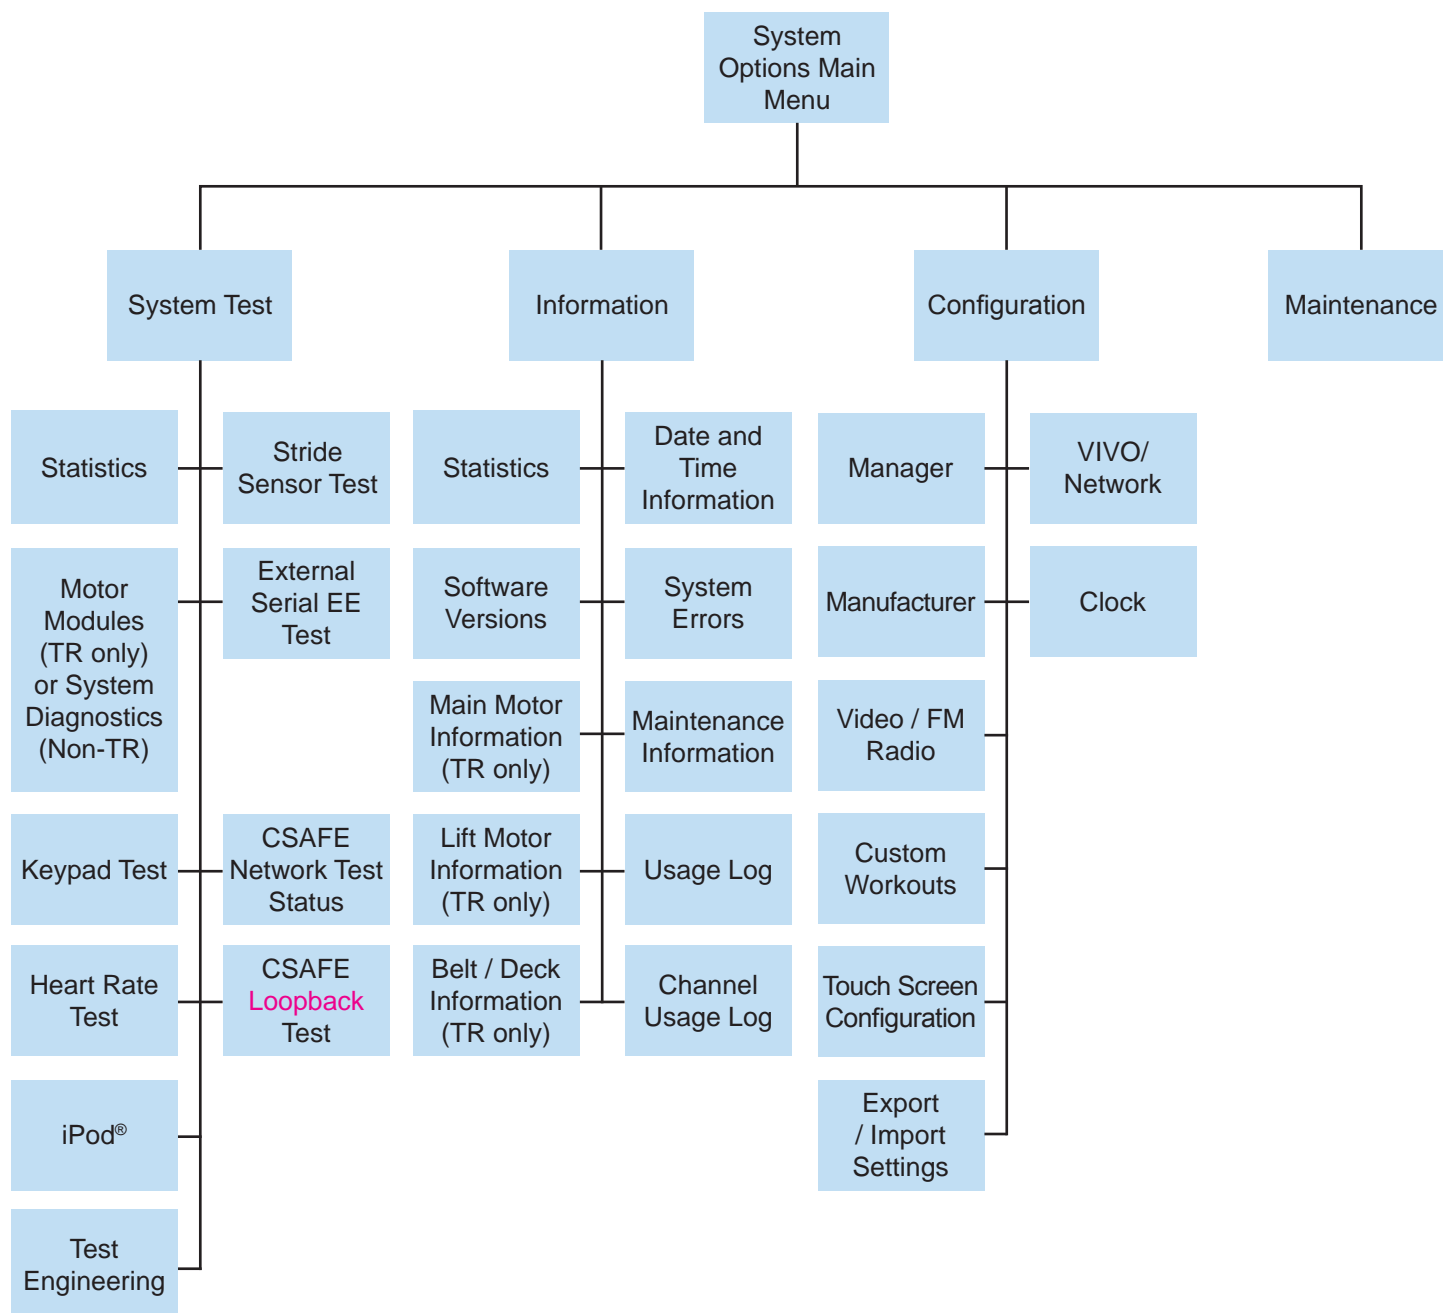 System
Options Main
Menu
System Test
Information
Configuration
Maintenance
Statistics
Stride
Sensor Test
Motor
Modules
(TR only)
or System
Diagnostics
(Non-TR)
External
Serial EE
Test
Keypad Test
CSAFE
Network Test
Status
Heart Rate
Test
CSAFE
Loopback
Test
iPod®
Test
Engineering
Statistics
Date and
Time
Information
Software
Versions
System
Errors
Main Motor
Information
(TR only)
Maintenance
Information
Lift Motor
Information
(TR only)
Usage Log
Belt / Deck
Information
(TR only)
Channel
Usage Log
Manager
VIVO/
Network
Manufacturer
Clock
Video / FM
Radio
Custom
Workouts
Touch Screen
Configuration
Export
/ Import
Settings